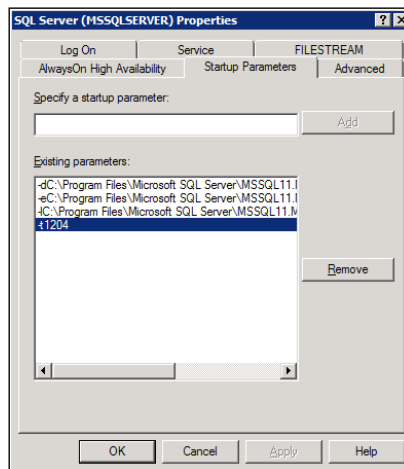 SQL Server (MSSQLSERVER) Properties
Log On Service FILESTREAM
AlwaysOn High Availability Startup Parameters Advanced
Specify a startup parameter:
Add
Existing parameters:
-dC:\Program Files\Microsoft SQL Server\MSSQL11.
-eC:\Program Files\Microsoft SQL Server\MSSQL11.
-lC:\Program Files\Microsoft SQL Server\MSSQL11.M
-t1204
Remove
OK Cancel Apply Help